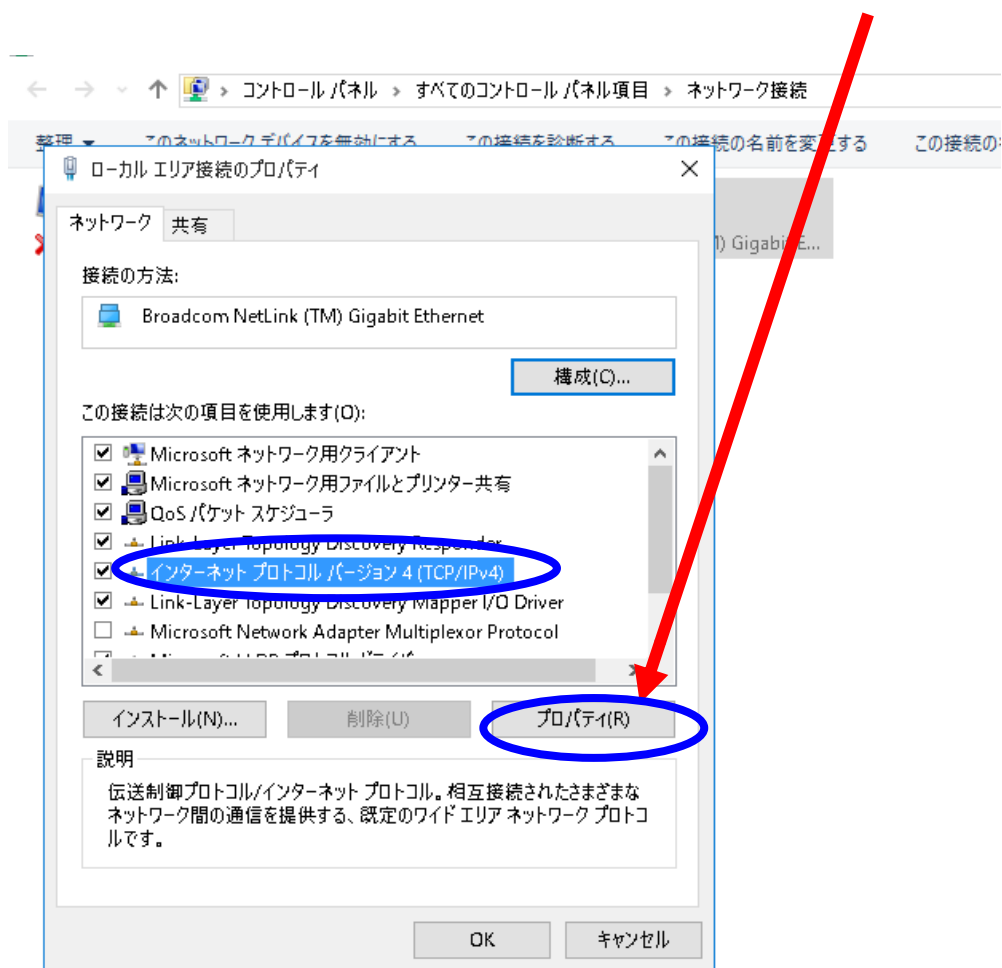 コントロール パネル › すべてのコントロール パネル項目 › ネットワーク接続
整理 このネットワーク デバイスを無効にする この接続を診断する この接続の名前を変更する この接続の
ローカル エリア接続のプロパティ
ネットワーク 共有
M) Gigabit E...
接続の方法:
Broadcom NetLink (TM) Gigabit Ethernet
構成(C)...
この接続は次の項目を使用します(O):
Microsoft ネットワーク用クライアント
Microsoft ネットワーク用ファイルとプリンター共有
QoS パケット スケジューラ
Link-Layer Topology Discovery Responder
インターネット プロトコル バージョン 4 (TCP/IPv4)
Link-Layer Topology Discovery Mapper I/O Driver
Microsoft Network Adapter Multiplexor Protocol
Microsoft LLDP プロトコル ドライバー
インストール(N)... 削除(U) プロパティ(R)
説明
伝送制御プロトコル/インターネット プロトコル。相互接続されたさまざまな
ネットワーク間の通信を提供する、既定のワイド エリア ネットワーク プロトコ
ルです。
OK キャンセル